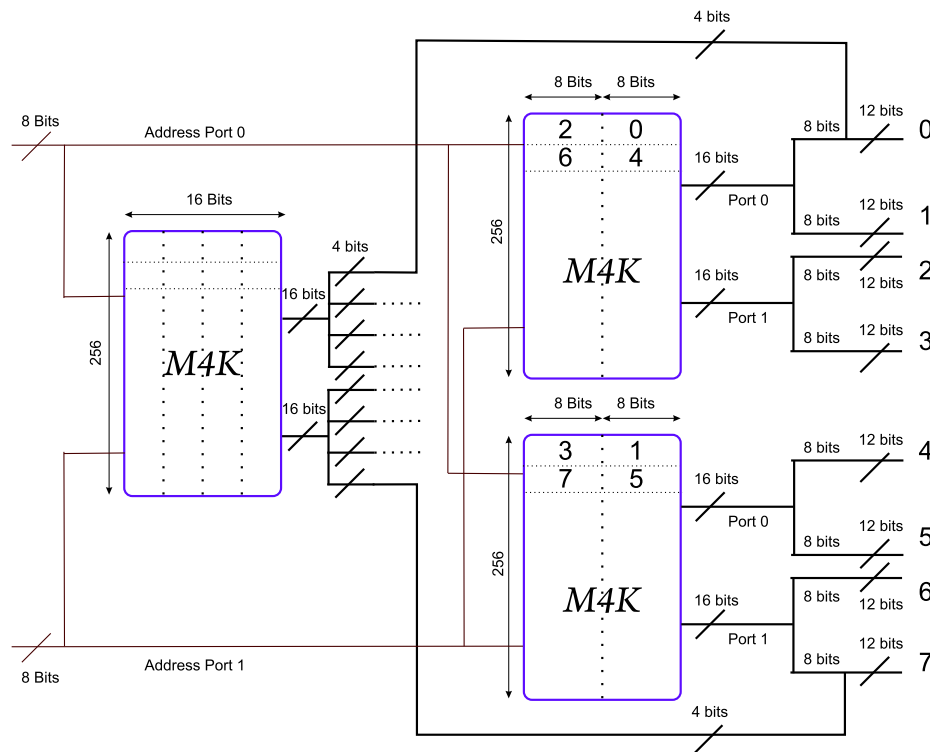 4 bits
8 Bits 8 Bits
8 Bits
Address Port 0
2 0
6 4
16 bits
Port 0
8 bits
12 bits
0
16 Bits
256
4 bits
16 bits
M4K
256
16 bits
256
M4K
16 bits
Port 1
8 bits
12 bits
1
8 bits
12 bits
2
8 bits
12 bits
3
8 Bits 8 Bits
3 1
7 5
16 bits
Port 0
8 bits
12 bits
4
8 bits
12 bits
5
256
M4K
16 bits
Port 1
8 bits
12 bits
6
8 bits
12 bits
7
8 Bits
Address Port 1
4 bits